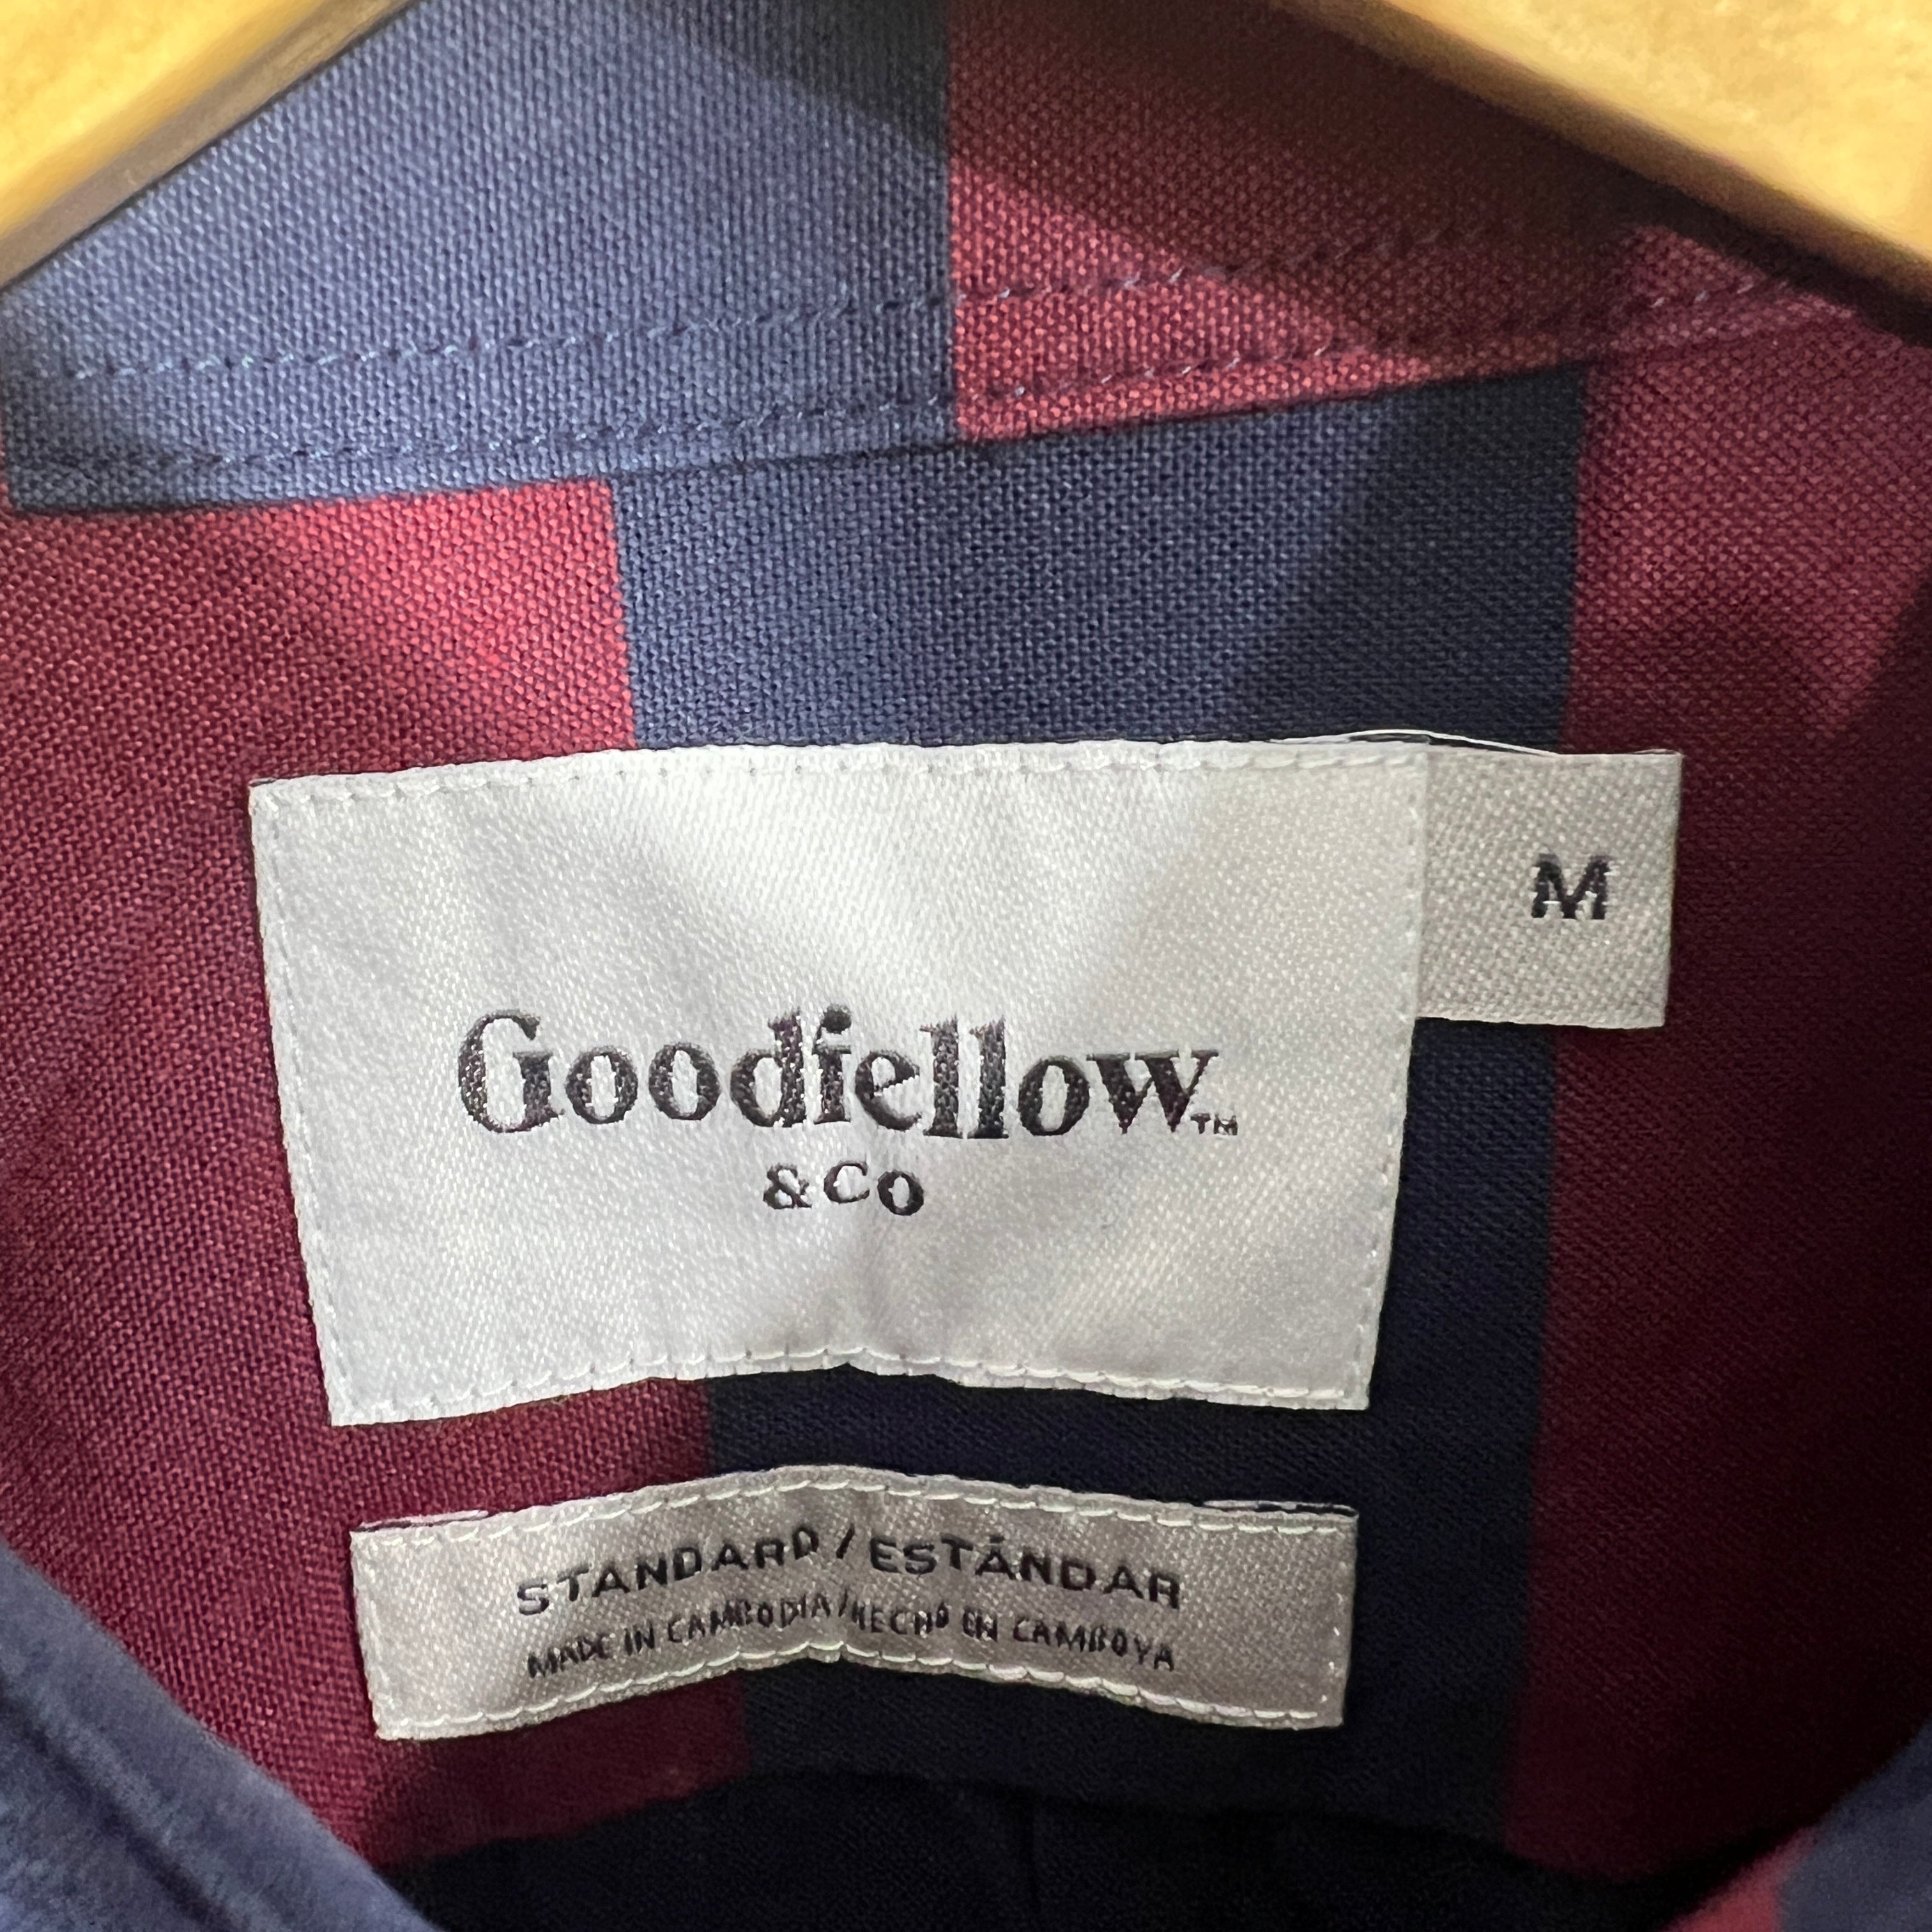 M
Goodfellow™
& CO
STANDARD / ESTÁNDAR
MADE IN CAMBODIA / HECHO EN CAMBOYA